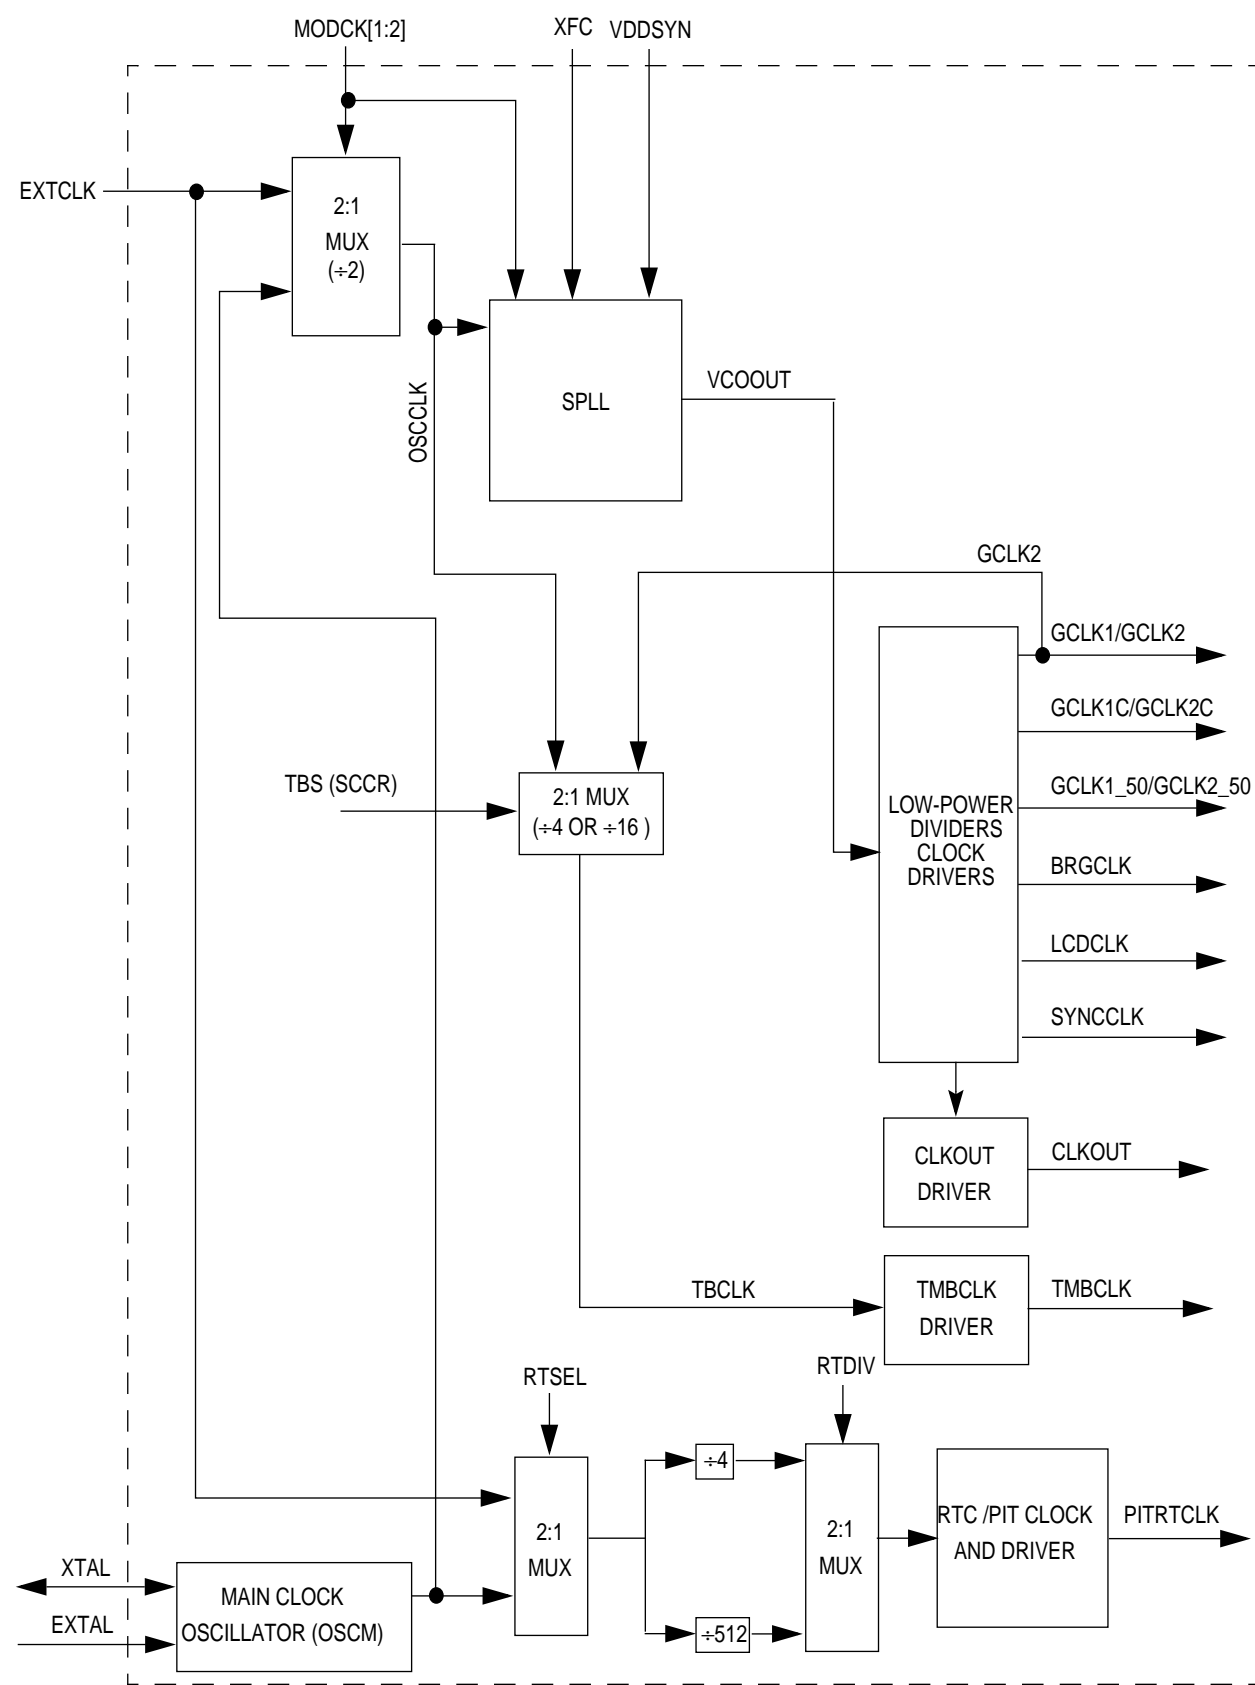 MODCK[1:2]
XFC
VDDSYN
EXTCLK
2:1
MUX
(÷2)
OSCCLK
SPLL
VCOOUT
GCLK2
GCLK1/GCLK2
GCLK1C/GCLK2C
GCLK1_50/GCLK2_50
BRGCLK
LCDCLK
SYNCCLK
LOW-POWER
DIVIDERS
CLOCK
DRIVERS
TBS (SCCR)
2:1 MUX
(÷4 OR ÷16 )
CLKOUT
DRIVER
CLKOUT
TBCLK
TMBCLK
DRIVER
TMBCLK
RTSEL
RTDIV
2:1
MUX
÷4
÷512
2:1
MUX
RTC /PIT CLOCK
AND DRIVER
PITRTCLK
XTAL
EXTAL
MAIN CLOCK
OSCILLATOR (OSCM)